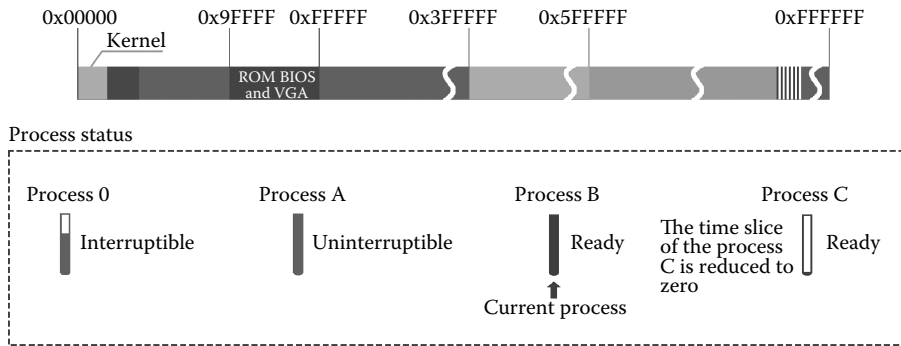 0x00000 0x9FFFF 0xFFFFF 0x3FFFFF 0x5FFFFF 0xFFFFFF
Kernel
ROM BIOS
and VGA
Process status
Process 0 Process A Process B Process C
Interruptible
Uninterruptible
Ready
The time slice
of the process
C is reduced to
zero
Ready
Current process